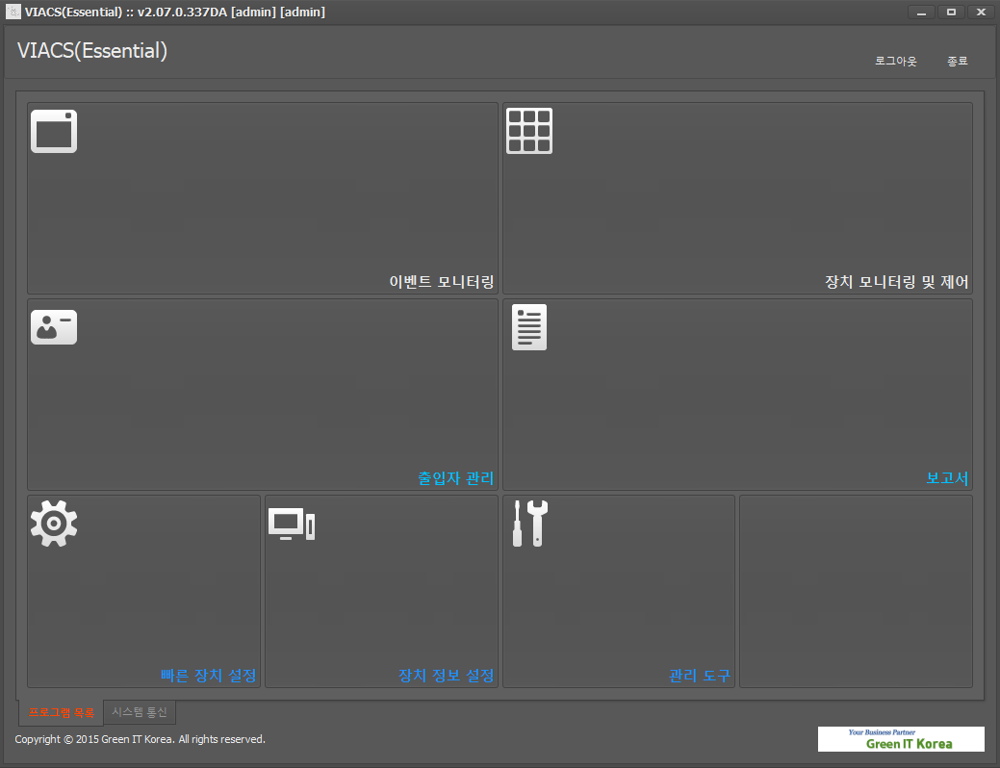 VIACS(Essential) :: v2.07.0.337DA [admin] [admin]
VIACS(Essential)
로그아웃 종료
이벤트 모니터링
장치 모니터링 및 제어
출입자 관리
보고서
빠른 장치 설정
장치 정보 설정
관리 도구
프로그램 목록
시스템 통신
Copyright © 2015 Green IT Korea. All rights reserved.
Your Business Partner
Green IT Korea